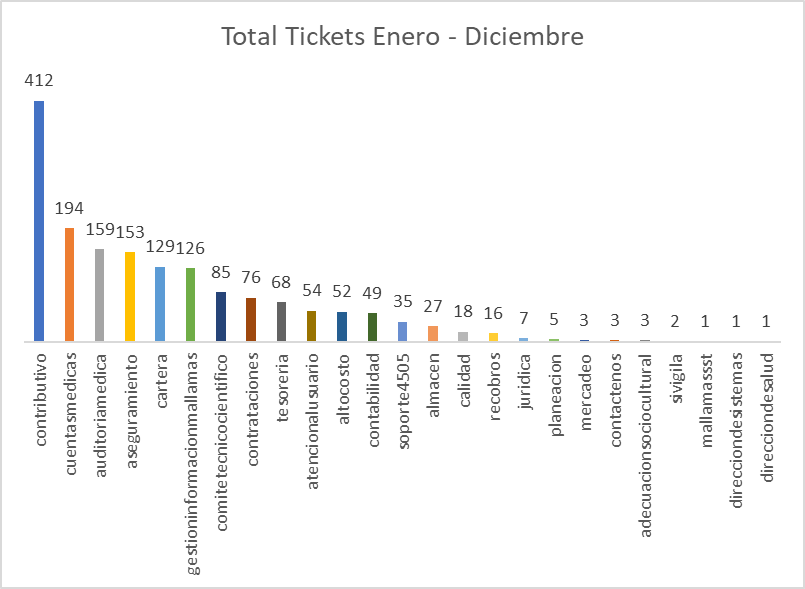 Total Tickets Enero - Diciembre
412
194
159
153
129
126
85
76
68
54
52
49
35
27
18
16
7
5
3
3
3
2
1
1
1
contributivo
cuentasmedicas
auditoriamedica
aseguramiento
cartera
gestioninformacionmallamas
comitetecnicocientifico
contrataciones
tesoreria
atencionalusuario
altocosto
contabilidad
soporte4505
almacen
calidad
recobros
juridica
planeacion
mercadeo
contactenos
adecuacionsociocultural
sivigila
mallamassst
direcciondesistemas
direcciondesalud